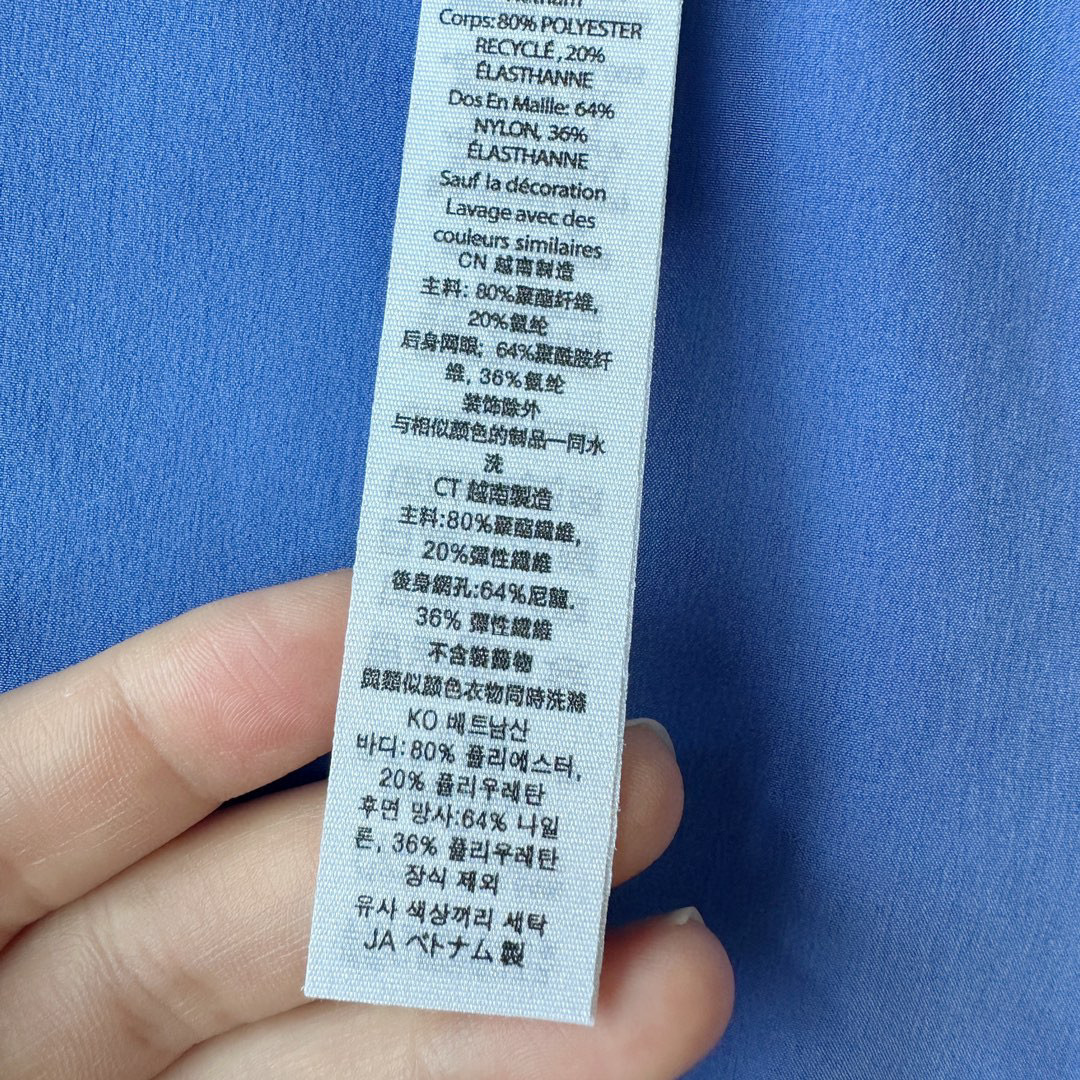 Corps: 80% POLYESTER
RECYCLÉ, 20%
ÉLASTHANNE
Dos En Maille: 64%
NYLON, 36%
ÉLASTHANNE
Sauf la décoration
Lavage avec des
couleurs similaires
CN 越南制造
主料: 80%聚酯纤维,
20%氨纶
后身网眼; 64%聚酰胺纤
维, 36%氨纶
装饰除外
与相似颜色的制品一同水
洗
CT 越南製造
主料:80%聚酯纖維,
20%彈性纖維
後身網孔:64%尼龍.
36% 彈性纖維
不含裝飾物
與類似顏色衣物同時洗滌
KO 베트남산
바디: 80% 폴리에스터,
20% 폴리우레탄
후면 망사:64% 나일
론, 36% 폴리우레탄
장식 제외
유사 색상끼리 세탁
JA ベトナム製